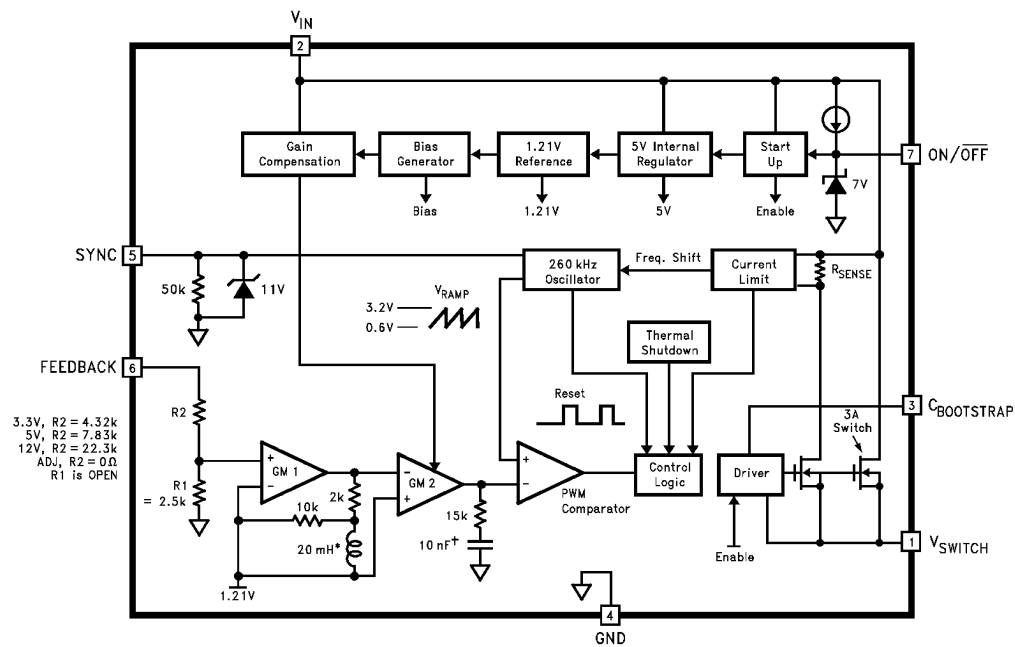 V_IN
2
Gain
Compensation
Bias
Generator
1.21V
Reference
5V Internal
Regulator
Start
Up
7
ON/OFF
7V
Bias
1.21V
5V
Enable
SYNC
5
50k
11V
260 kHz
Oscillator
Freq. Shift
Current
Limit
R_SENSE
V_RAMP
3.2V
0.6V
Thermal
Shutdown
FEEDBACK
6
3.3V, R2 = 4.32k
5V, R2 = 7.83k
12V, R2 = 22.3k
ADJ, R2 = 0Ω
R1 is OPEN
R2
R1
= 2.5k
Reset
3
C_BOOTSTRAP
3A
Switch
+
−
GM 1
−
+
GM 2
+
−
PWM
Comparator
Control
Logic
Driver
2k
10k
20 mH*
15k
10 nF†
1.21V
Enable
1
V_SWITCH
4
GND